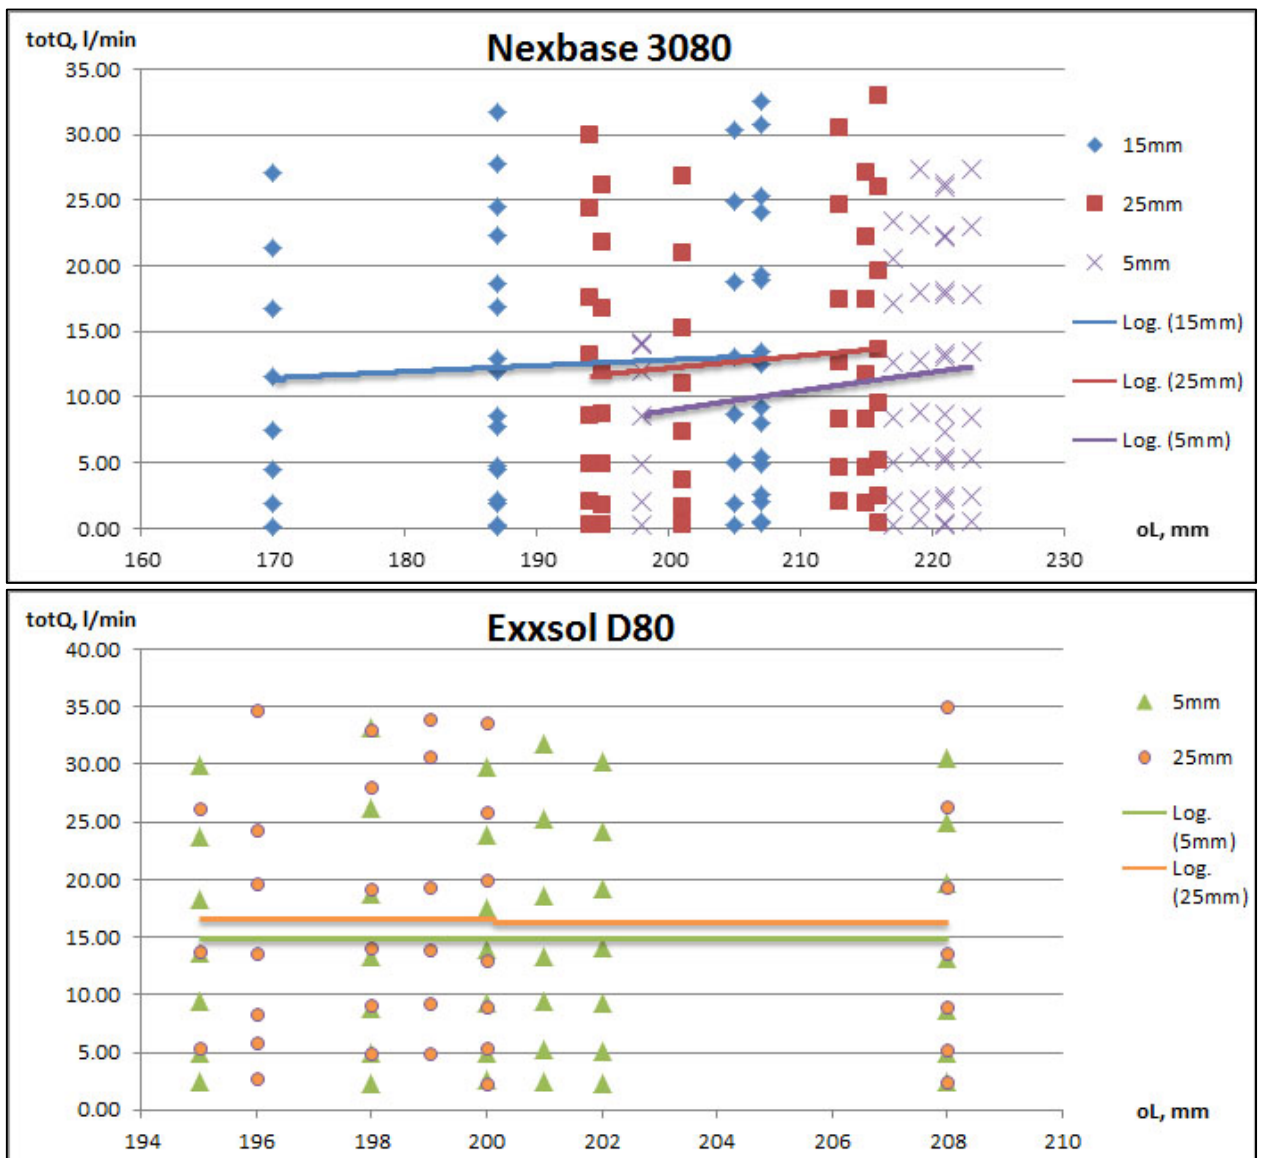 totQ, l/min
Nexbase 3080
35.00
30.00
25.00
20.00
15.00
10.00
5.00
0.00
160 170 180 190 200 210 220 230
oL, mm
15mm
25mm
5mm
Log. (15mm)
Log. (25mm)
Log. (5mm)
totQ, l/min
Exxsol D80
40.00
35.00
30.00
25.00
20.00
15.00
10.00
5.00
0.00
194 196 198 200 202 204 206 208 210
oL, mm
5mm
25mm
Log.
(5mm)
Log.
(25mm)